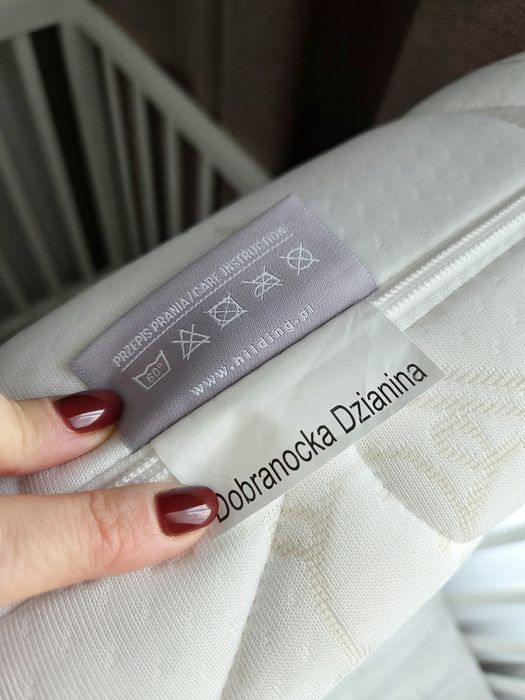 PRZEPIS PRANIA/CARE INSTRUCTION:
60°
www.hilding.pl
Dobranocka Dzianina